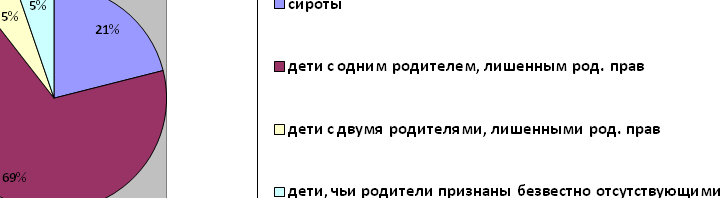 5%
5%
21%
69%
сироты
дети с одним родителем, лишенным род. прав
дети с двумя родителями, лишенными род. прав
дети, чьи родители признаны безвестно отсутствующими